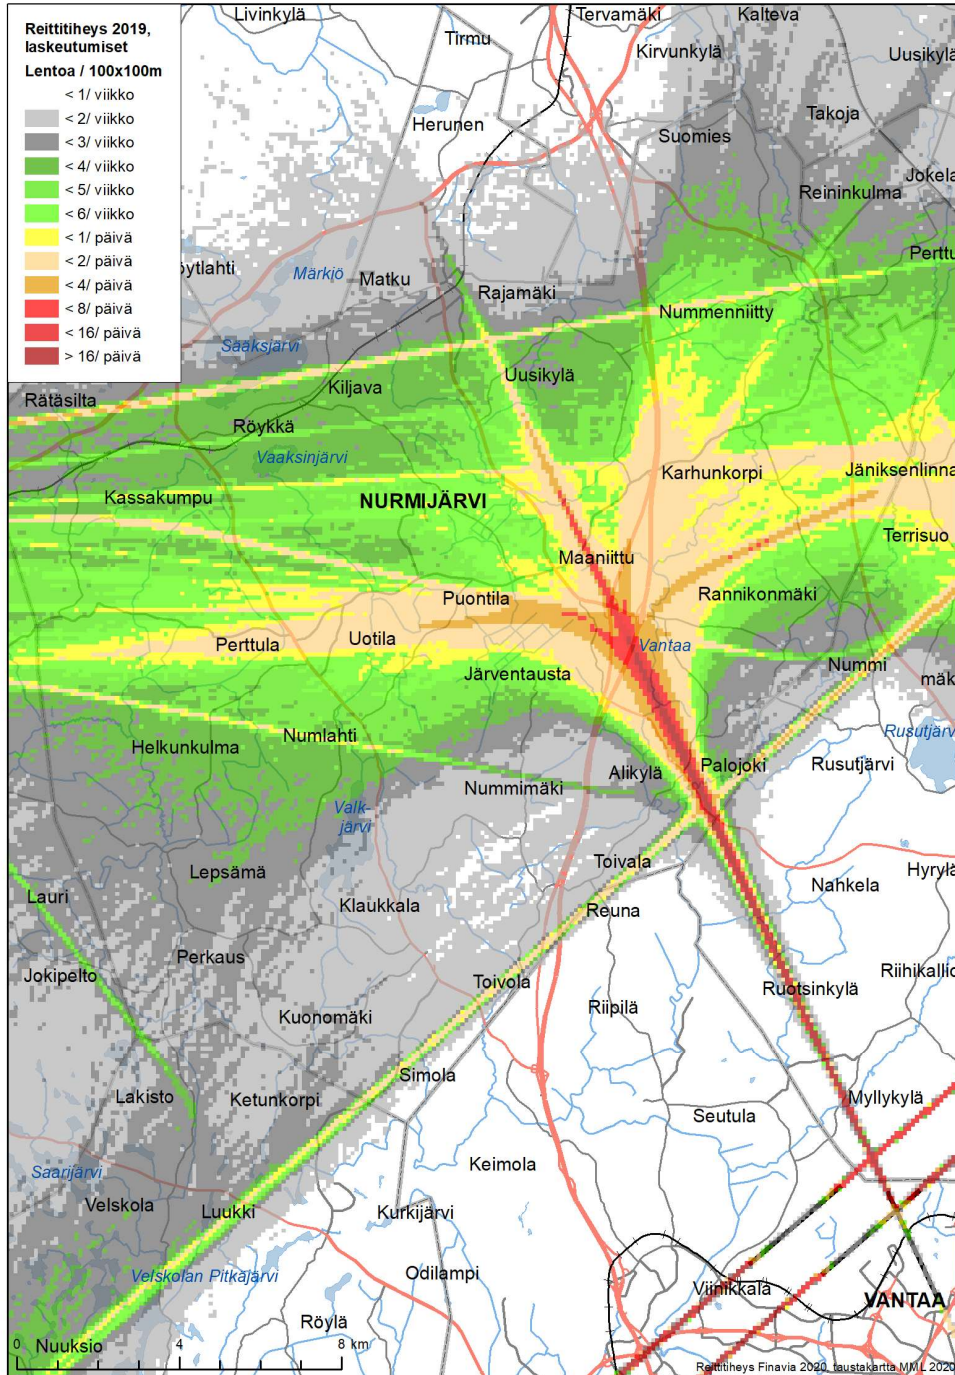 Reittitiheys 2019,
laskeutumiset
Lentoa / 100x100m
< 1/ viikko
< 2/ viikko
< 3/ viikko
< 4/ viikko
< 5/ viikko
< 6/ viikko
< 1/ päivä
< 2/ päivä
< 4/ päivä
< 8/ päivä
< 16/ päivä
> 16/ päivä
Livinkylä
Tervamäki
Kalteva
Tirmu
Kirvunkylä
Uusikylä
Herunen
Suomies
Takoja
Jokela
Reininkulma
Perttu
öytlahti
Märkiö
Matku
Rajamäki
Nummenniitty
Sääksjärvi
Uusikylä
Kiljava
Rätäsilta
Röykkä
Vaaksinjärvi
Karhunkorpi
Jäniksenlinna
Kassakumpu
NURMIJÄRVI
Terrisuo
Maaniittu
Rannikonmäki
Puontila
Perttula
Uotila
Vantaa
Nummi
Järventausta
mäk
Helkunkulma
Numlahti
Rusutjärv
Alikylä
Palojoki
Rusutjärvi
Nummimäki
Valk-
järvi
Lepsämä
Toivala
Nahkela
Hyrylä
Lauri
Klaukkala
Reuna
Perkaus
Jokipelto
Toivola
Ruotsinkylä
Riihikallio
Riipilä
Kuonomäki
Simola
Lakisto
Ketunkorpi
Seutula
Myllykylä
Saarijärvi
Keimola
Velskola
Luukki
Kurkijärvi
Velskolan Pitkäjärvi
Odilampi
Viinikkala
VANTAA
Röylä
Nuuksio
0
4
8 km
Reittitiheys Finavia 2020, taustakartta MML 2020